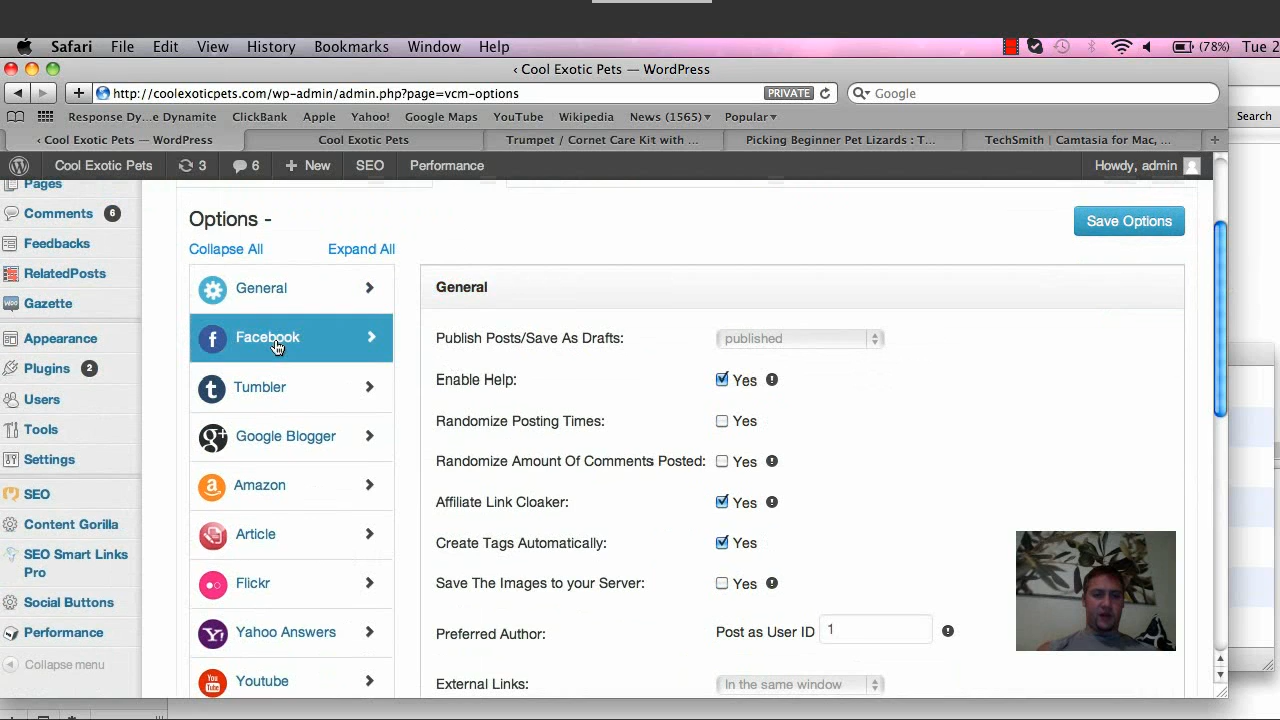 Safari File Edit View History Bookmarks Window Help (78%) Tue 2
‹ Cool Exotic Pets — WordPress
http://coolexoticpets.com/wp-admin/admin.php?page=vcm-options PRIVATE Google
Response Dy...e Dynamite ClickBank Apple Yahoo! Google Maps YouTube Wikipedia News (1565)▾ Popular▾
Search
‹ Cool Exotic Pets — WordPress Cool Exotic Pets Trumpet / Cornet Care Kit with ... Picking Beginner Pet Lizards : T... TechSmith | Camtasia for Mac, ...
Cool Exotic Pets 3 6 + New SEO Performance Howdy, admin
Pages
Comments 6
Feedbacks
RelatedPosts
Gazette
Appearance
Plugins 2
Users
Tools
Settings
SEO
Content Gorilla
SEO Smart Links
Pro
Social Buttons
Performance
Collapse menu
Options -
Save Options
Collapse All Expand All
General
Facebook
Tumbler
Google Blogger
Amazon
Article
Flickr
Yahoo Answers
Youtube
General
Publish Posts/Save As Drafts: published
Enable Help: Yes
Randomize Posting Times: Yes
Randomize Amount Of Comments Posted: Yes
Affiliate Link Cloaker: Yes
Create Tags Automatically: Yes
Save The Images to your Server: Yes
Preferred Author: Post as User ID 1
External Links: In the same window